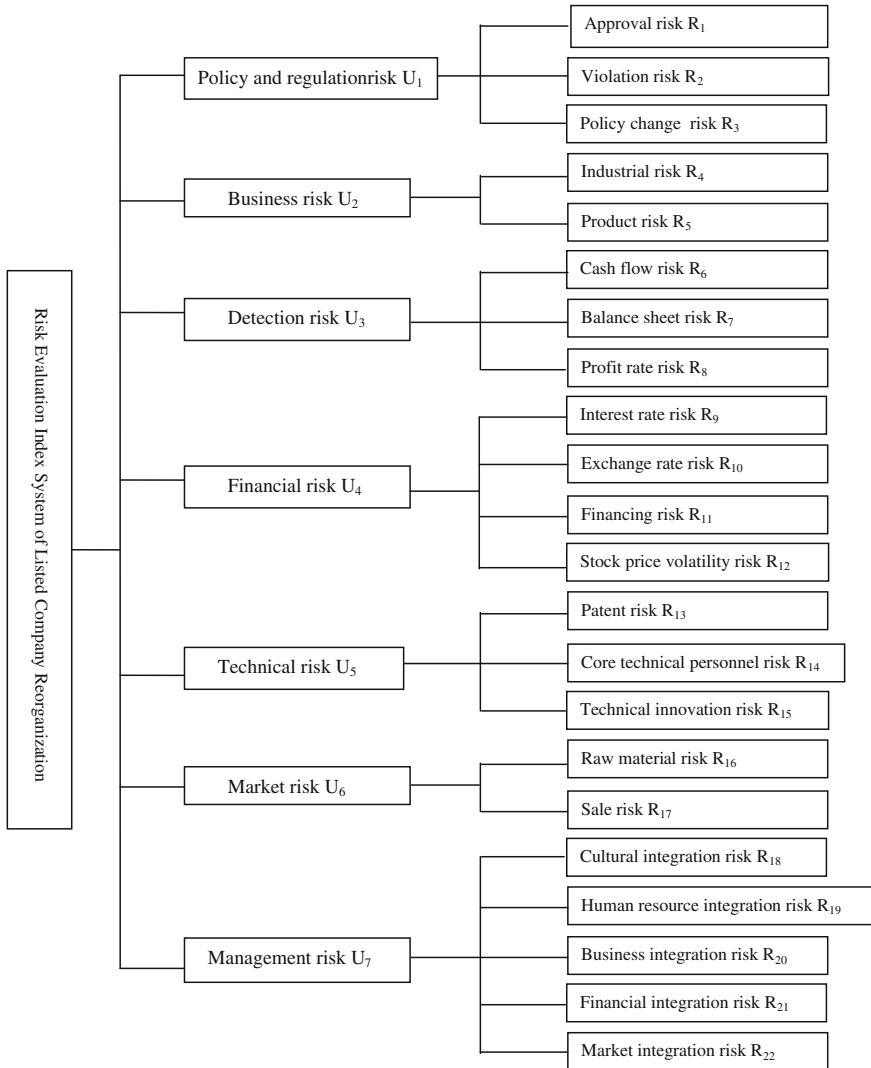 Risk Evaluation Index System of Listed Company Reorganization
Policy and regulationrisk U₁
Approval risk R₁
Violation risk R₂
Policy change risk R₃
Business risk U₂
Industrial risk R₄
Product risk R₅
Detection risk U₃
Cash flow risk R₆
Balance sheet risk R₇
Profit rate risk R₈
Financial risk U₄
Interest rate risk R₉
Exchange rate risk R₁₀
Financing risk R₁₁
Stock price volatility risk R₁₂
Technical risk U₅
Patent risk R₁₃
Core technical personnel risk R₁₄
Technical innovation risk R₁₅
Market risk U₆
Raw material risk R₁₆
Sale risk R₁₇
Management risk U₇
Cultural integration risk R₁₈
Human resource integration risk R₁₉
Business integration risk R₂₀
Financial integration risk R₂₁
Market integration risk R₂₂